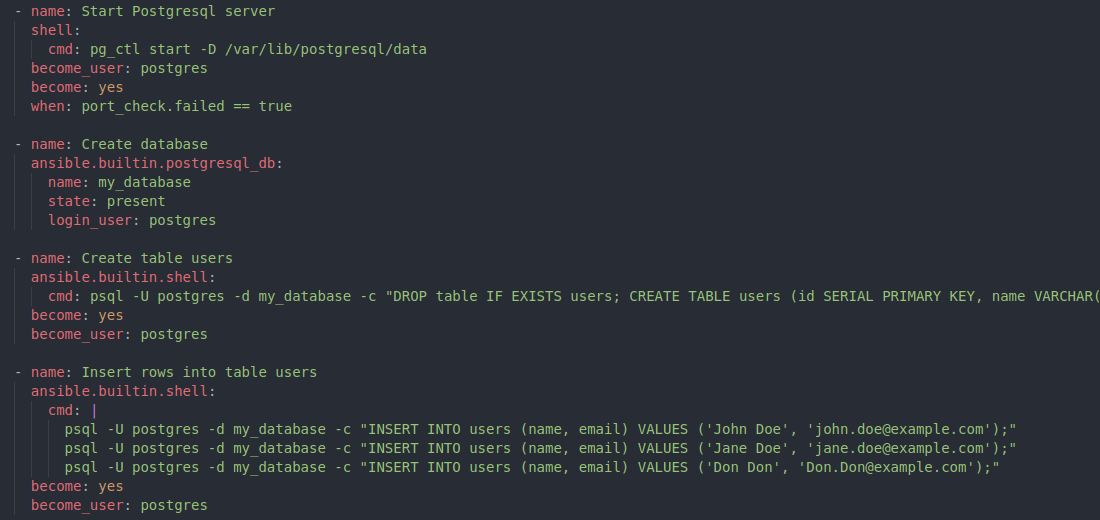 - name: Start Postgresql server
  shell:
    cmd: pg_ctl start -D /var/lib/postgresql/data
  become_user: postgres
  become: yes
  when: port_check.failed == true

- name: Create database
  ansible.builtin.postgresql_db:
    name: my_database
    state: present
    login_user: postgres

- name: Create table users
  ansible.builtin.shell:
    cmd: psql -U postgres -d my_database -c "DROP table IF EXISTS users; CREATE TABLE users (id SERIAL PRIMARY KEY, name VARCHAR(
  become: yes
  become_user: postgres

- name: Insert rows into table users
  ansible.builtin.shell:
    cmd: |
      psql -U postgres -d my_database -c "INSERT INTO users (name, email) VALUES ('John Doe', 'john.doe@example.com');"
      psql -U postgres -d my_database -c "INSERT INTO users (name, email) VALUES ('Jane Doe', 'jane.doe@example.com');"
      psql -U postgres -d my_database -c "INSERT INTO users (name, email) VALUES ('Don Don', 'Don.Don@example.com');"
  become: yes
  become_user: postgres